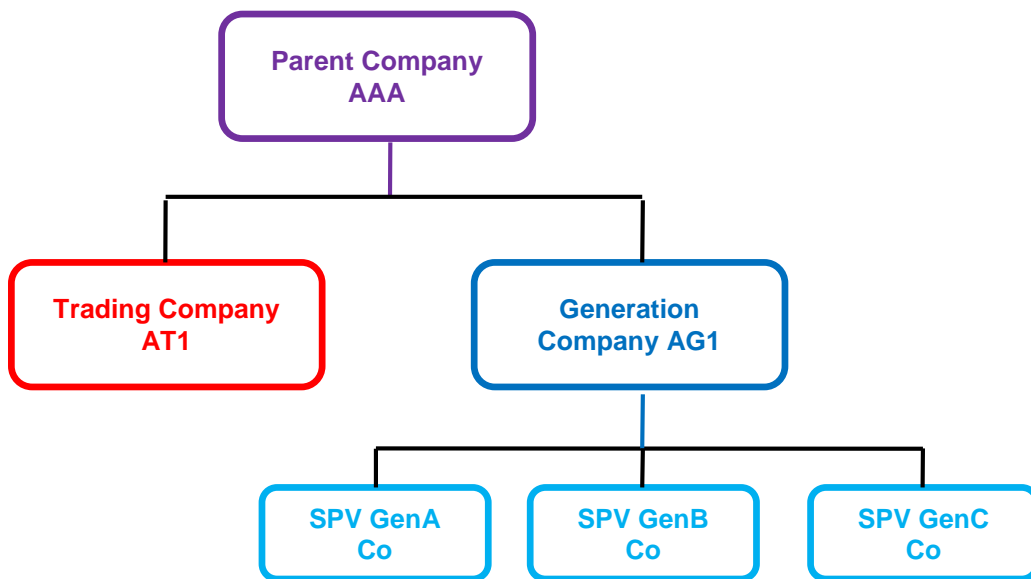 Parent Company
AAA
Trading Company
AT1
Generation
Company AG1
SPV GenA
Co
SPV GenB
Co
SPV GenC
Co